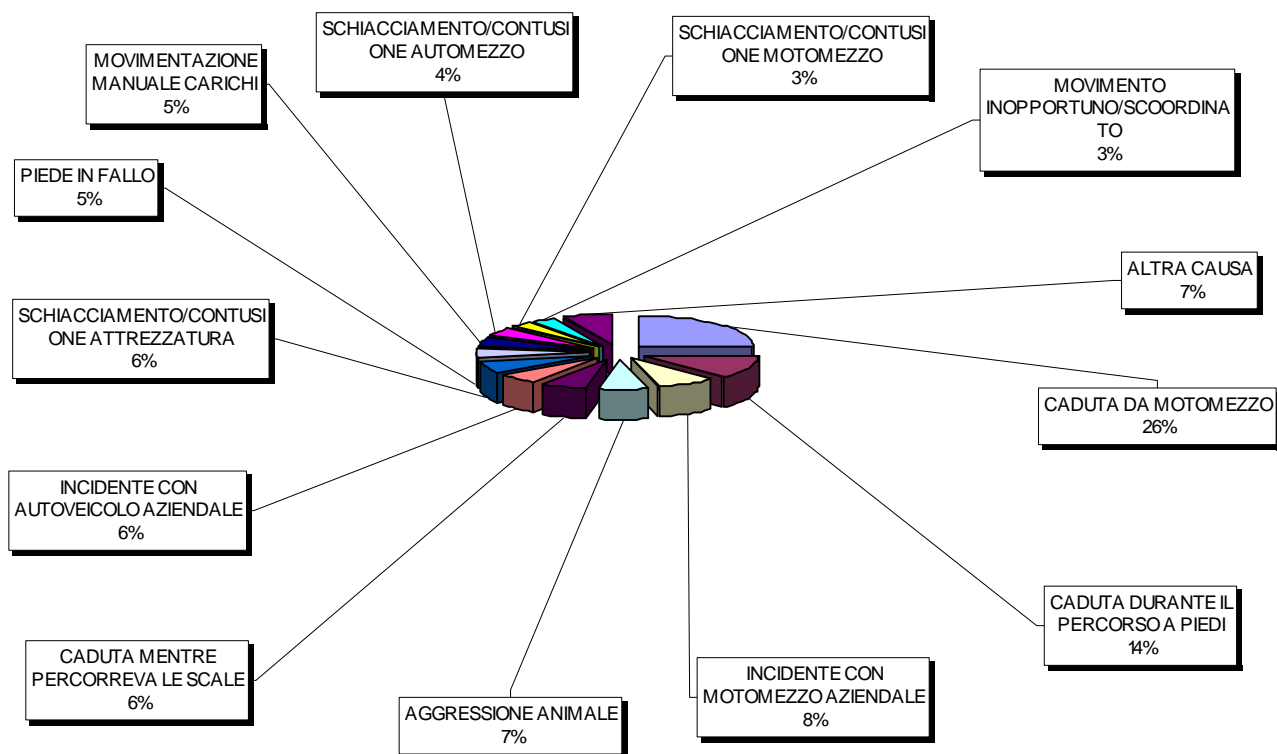 SCHIACCIAMENTO/CONTUSI
ONE AUTOMEZZO
4%
SCHIACCIAMENTO/CONTUSI
ONE MOTOMEZZO
3%
MOVIMENTAZIONE
MANUALE CARICHI
5%
MOVIMENTO
INOPPORTUNO/SCOORDINA
TO
3%
PIEDE IN FALLO
5%
ALTRA CAUSA
7%
SCHIACCIAMENTO/CONTUSI
ONE ATTREZZATURA
6%
CADUTA DA MOTOMEZZO
26%
INCIDENTE CON
AUTOVEICOLO AZIENDALE
6%
CADUTA DURANTE IL
PERCORSO A PIEDI
14%
CADUTA MENTRE
PERCORREVA LE SCALE
6%
INCIDENTE CON
MOTOMEZZO AZIENDALE
8%
AGGRESSIONE ANIMALE
7%